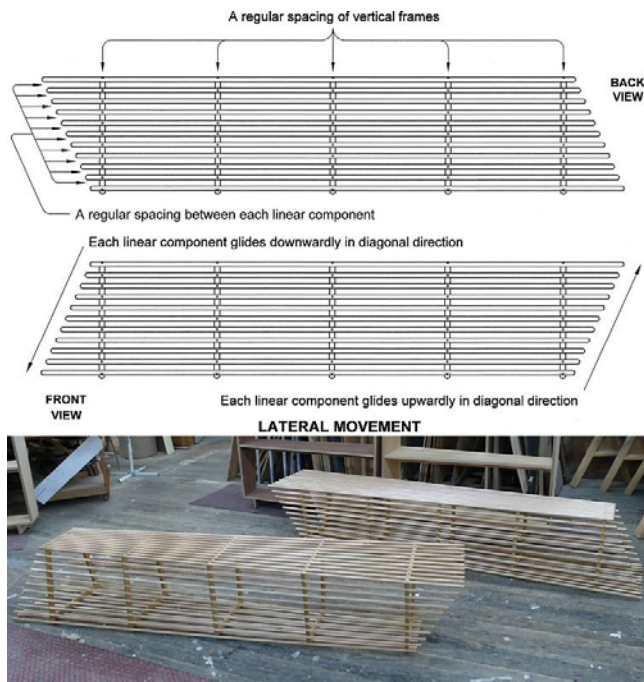 A regular spacing of vertical frames
BACK
VIEW
A regular spacing between each linear component
Each linear component glides downwardly in diagonal direction
FRONT
VIEW
Each linear component glides upwardly in diagonal direction
LATERAL MOVEMENT